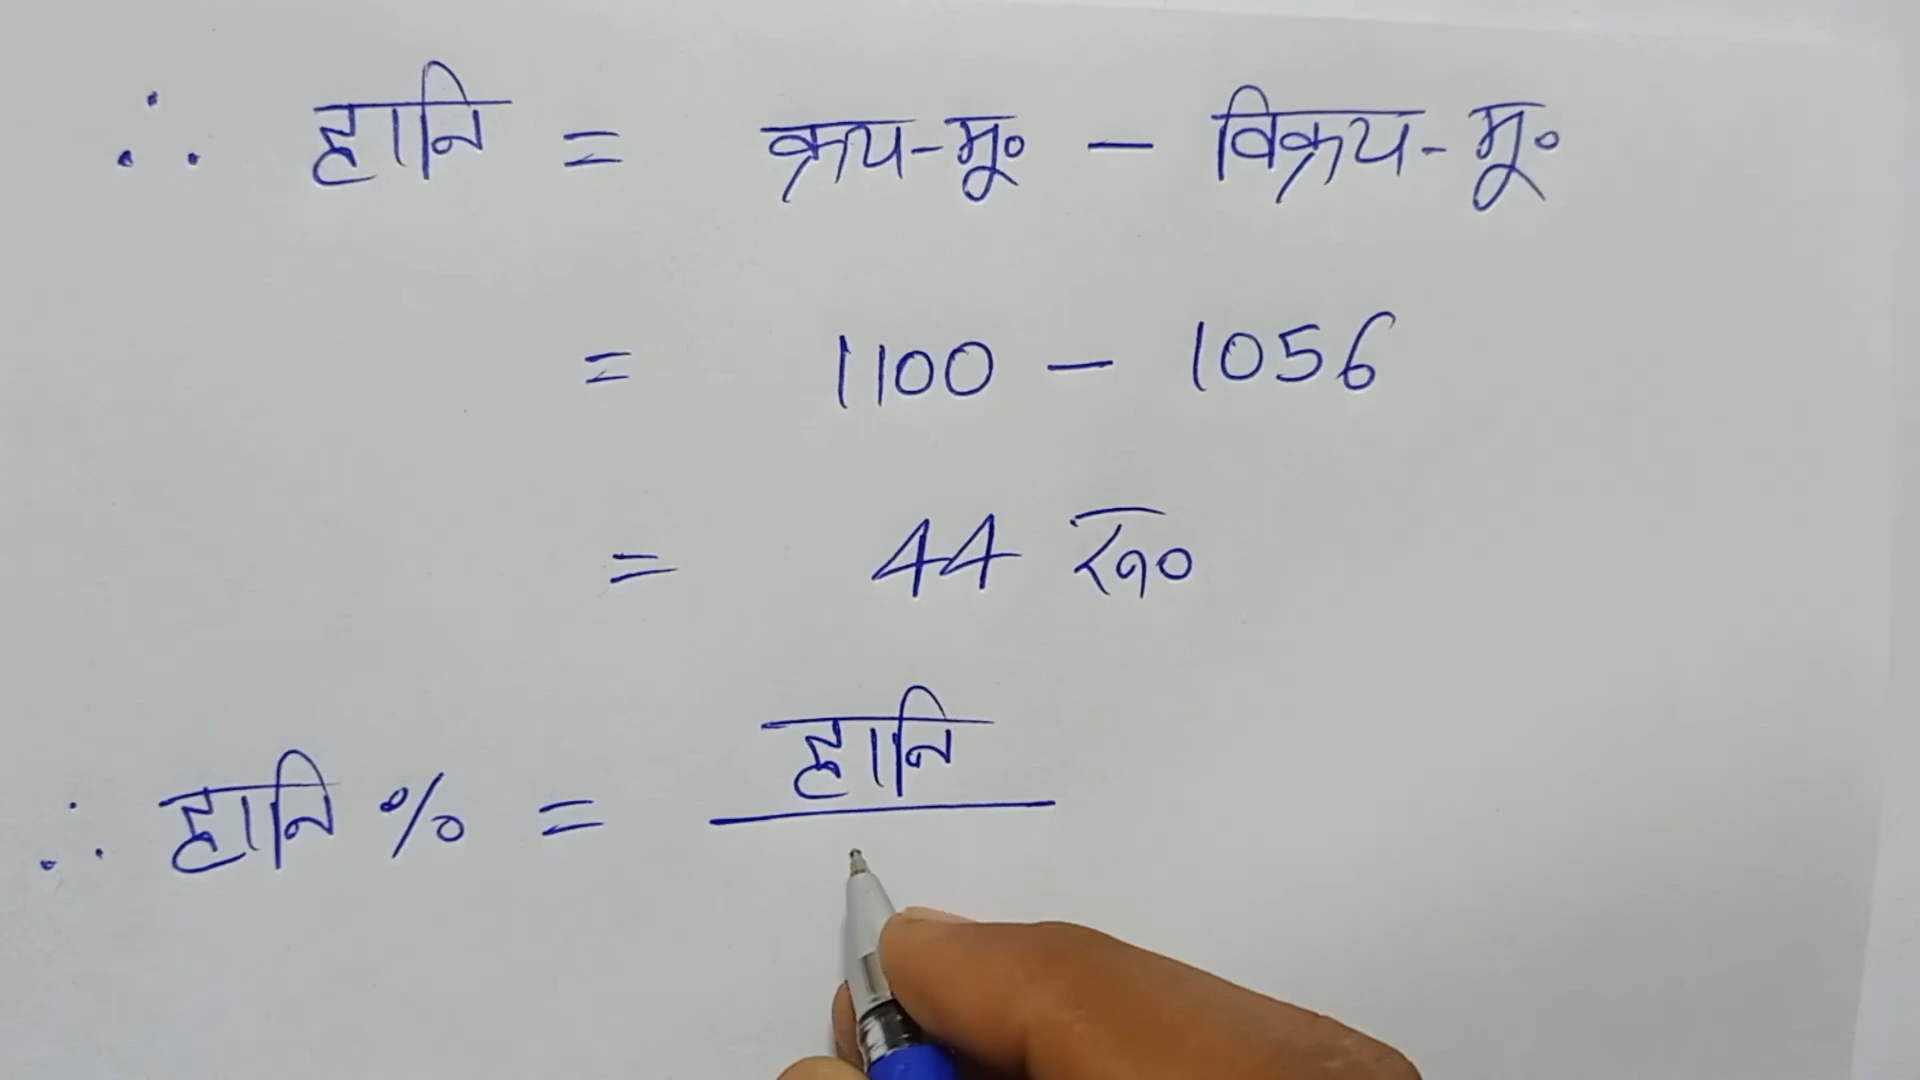 ∴ हानि = क्रय-मू० - विक्रय-मू०
= 1100 - 1056
= 44 रू०
∴ हानि % = हानि